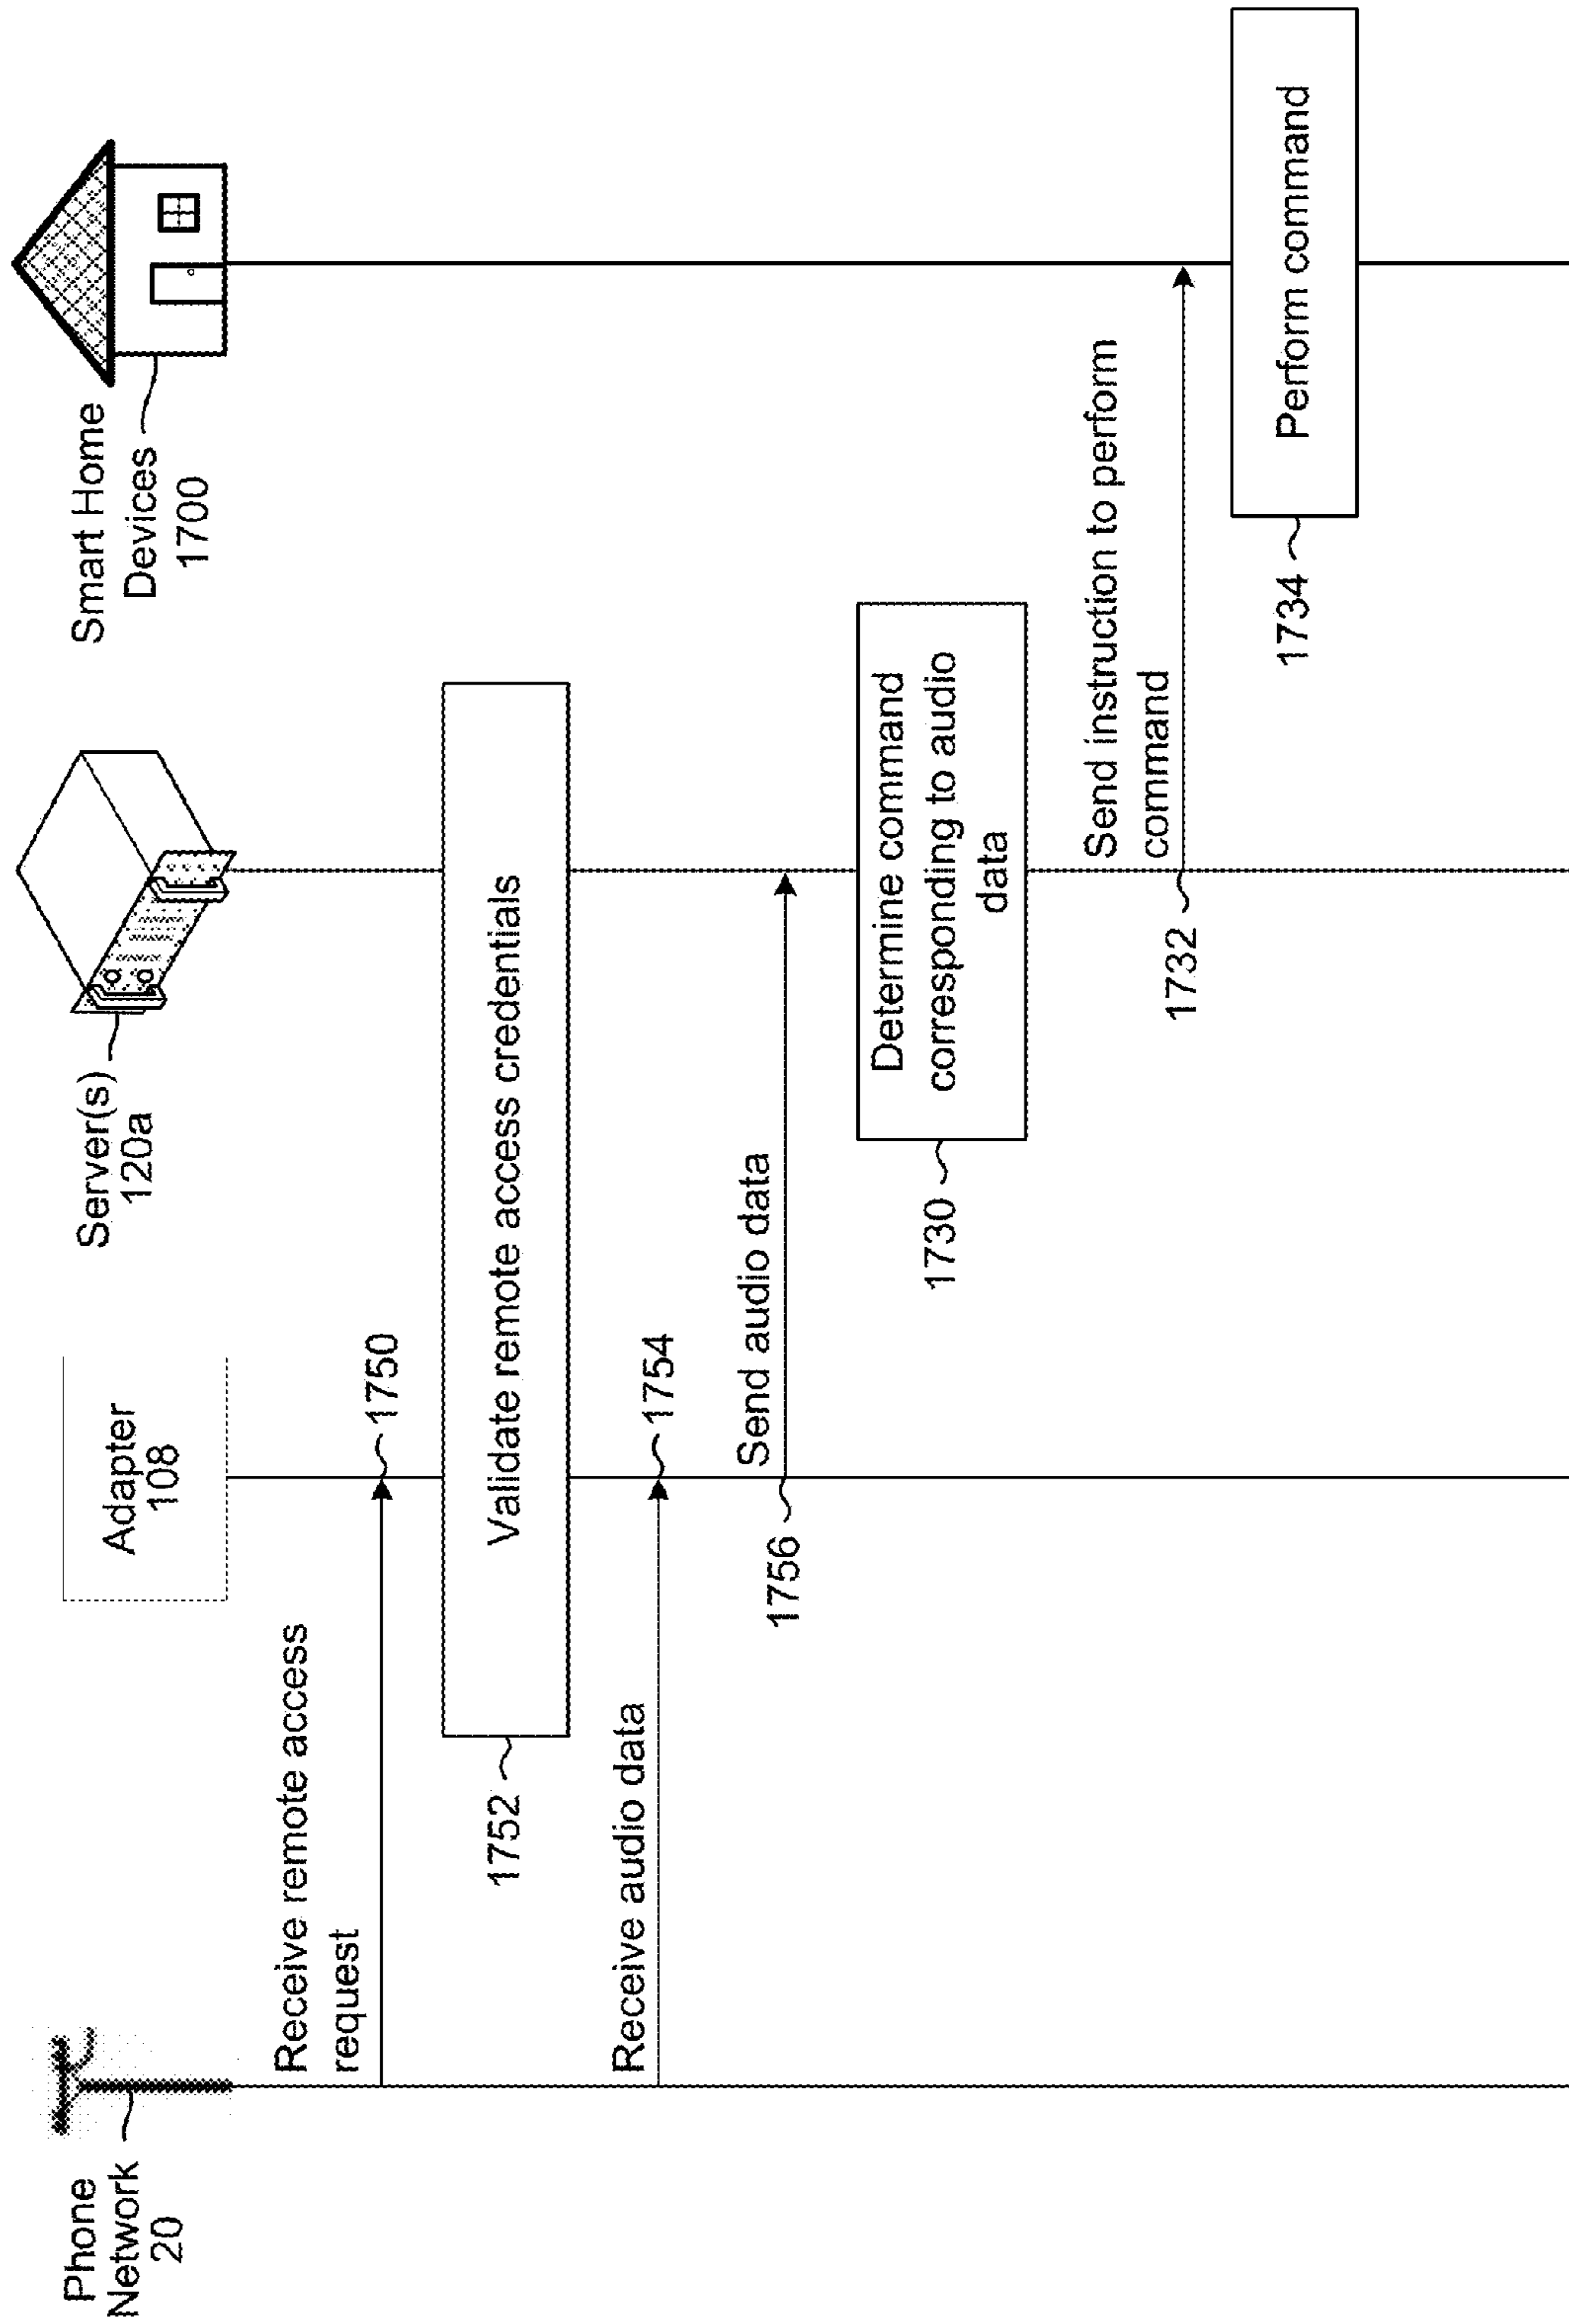 Phone
Network
20
Adapter
108
Server(s)
120a
Smart Home
Devices
1700
Receive remote access
request
1750
1752
Validate remote access credentials
Receive audio data
1754
Send audio data
1756
1730
Determine command
corresponding to audio
data
Send instruction to perform
command
1732
1734
Perform command